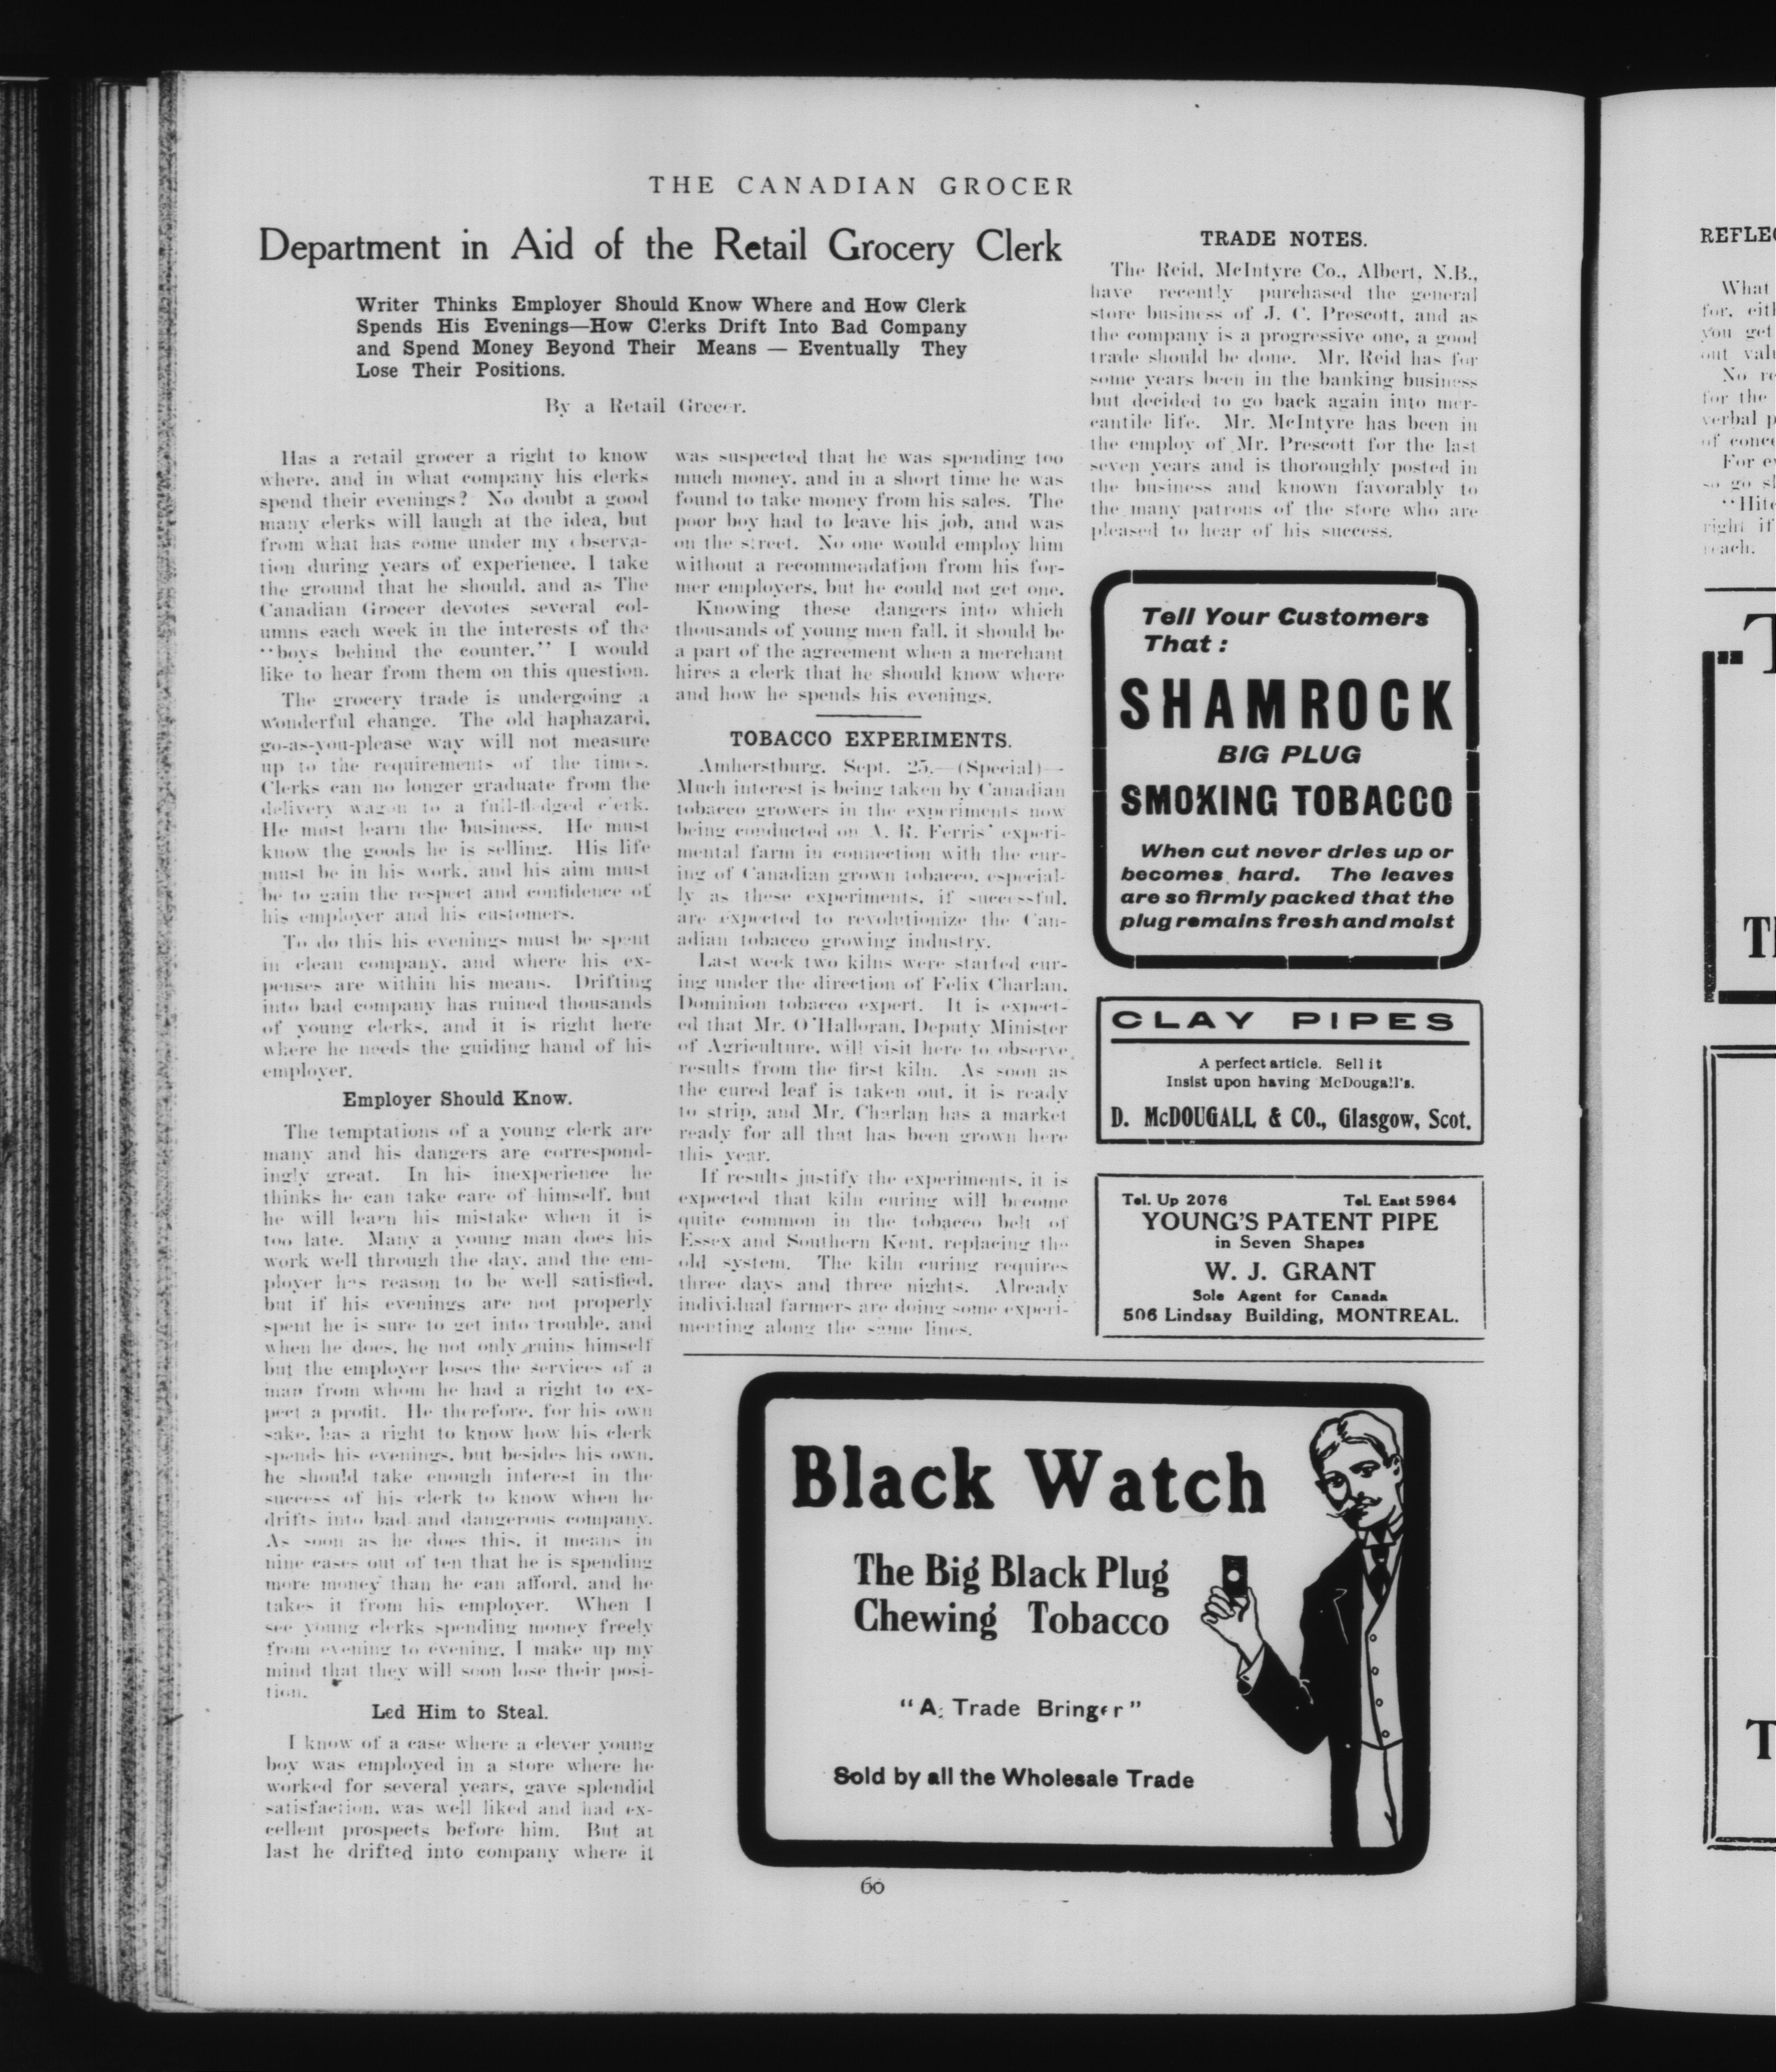 THE CANADIAN GROCER
Department in Aid of the Retail Grocery Clerk
Writer Thinks Employer Should Know Where and How Clerk
Spends His Evenings—How Clerks Drift Into Bad Company
and Spend Money Beyond Their Means — Eventually They
Lose Their Positions.
By a Retail Grocer.
Has a retail grocer a right to know
where, and in what company his clerks
spend their evenings? No doubt a good
many clerks will laugh at the idea, but
from what has come under my observa-
tion during years of experience, I take
the ground that he should, and as The
Canadian Grocer devotes several col-
umns each week in the interests of the
"boys behind the counter," I would
like to hear from them on this question.
The grocery trade is undergoing a
wonderful change. The old haphazard,
go-as-you-please way will not measure
up to the requirements of the times.
Clerks can no longer graduate from the
delivery wagon to a full-fledged clerk.
He must learn the business. He must
know the goods he is selling. His life
must be in his work, and his aim must
be to gain the respect and confidence of
his employer and his customers.
To do this his evenings must be spent
in clean company, and where his ex-
penses are within his means. Drifting
into bad company has ruined thousands
of young clerks, and it is right here
where he needs the guiding hand of his
employer.
Employer Should Know.
The temptations of a young clerk are
many and his dangers are correspond-
ingly great. In his inexperience he
thinks he can take care of himself, but
he will learn his mistake when it is
too late. Many a young man does his
work well through the day, and the em-
ployer has reason to be well satisfied,
but if his evenings are not properly
spent he is sure to get into trouble, and
when he does, he not only ruins himself
but the employer loses the services of a
man from whom he had a right to ex-
pect a profit. He therefore, for his own
sake, has a right to know how his clerk
spends his evenings, but besides his own,
he should take enough interest in the
success of his clerk to know when he
drifts into bad and dangerous company.
As soon as he does this, it means in
nine cases out of ten that he is spending
more money than he can afford, and he
takes it from his employer. When I
see young clerks spending money freely
from evening to evening, I make up my
mind that they will soon lose their posi-
tion.
Led Him to Steal.
I know of a case where a clever young
boy was employed in a store where he
worked for several years, gave splendid
satisfaction, was well liked and had ex-
cellent prospects before him. But at
last he drifted into company where it
was suspected that he was spending too
much money, and in a short time he was
found to take money from his sales. The
poor boy had to leave his job, and was
on the street. No one would employ him
without a recommendation from his for-
mer employers, but he could not get one.
Knowing these dangers into which
thousands of young men fall, it should be
a part of the agreement when a merchant
hires a clerk that he should know where
and how he spends his evenings.
TOBACCO EXPERIMENTS.
Amherstburg, Sept. 25.—(Special)—
Much interest is being taken by Canadian
tobacco growers in the experiments now
being conducted on A. R. Ferris' experi-
mental farm in connection with the cur-
ing of Canadian grown tobacco, especial-
ly as these experiments, if successful,
are expected to revolutionize the Can-
adian tobacco growing industry.
Last week two kilns were started cur-
ing under the direction of Felix Charlan,
Dominion tobacco expert. It is expect-
ed that Mr. O'Halloran, Deputy Minister
of Agriculture, will visit here to observe
results from the first kiln. As soon as
the cured leaf is taken out, it is ready
to strip, and Mr. Charlan has a market
ready for all that has been grown here
this year.
If results justify the experiments, it is
expected that kiln curing will become
quite common in the tobacco belt of
Essex and Southern Kent, replacing the
old system. The kiln curing requires
three days and three nights. Already
individual farmers are doing some experi-
menting along the same lines.
TRADE NOTES.
The Reid, McIntyre Co., Albert, N.B.,
have recently purchased the general
store business of J. C. Prescott, and as
the company is a progressive one, a good
trade should be done. Mr. Reid has for
some years been in the banking business
but decided to go back again into mer-
cantile life. Mr. McIntyre has been in
the employ of Mr. Prescott for the last
seven years and is thoroughly posted in
the business and known favorably to
the many patrons of the store who are
pleased to hear of his success.
Tell Your Customers
That:
SHAMROCK
BIG PLUG
SMOKING TOBACCO
When cut never dries up or
becomes hard. The leaves
are so firmly packed that the
plug remains fresh and moist
CLAY PIPES
A perfect article. Sell it
Insist upon having McDougall's.
D. McDOUGALL & CO., Glasgow, Scot.
Tel. Up 2076 Tel. East 5964
YOUNG'S PATENT PIPE
in Seven Shapes
W. J. GRANT
Sole Agent for Canada
506 Lindsay Building, MONTREAL.
Black Watch
The Big Black Plug
Chewing Tobacco
"A Trade Bringer"
Sold by all the Wholesale Trade
60
REFLE
What
for, eith
you get
out val
No re
for the
verbal p
of conc
For ev
so go sl
"Hite
right if
reach.
T
Th
T